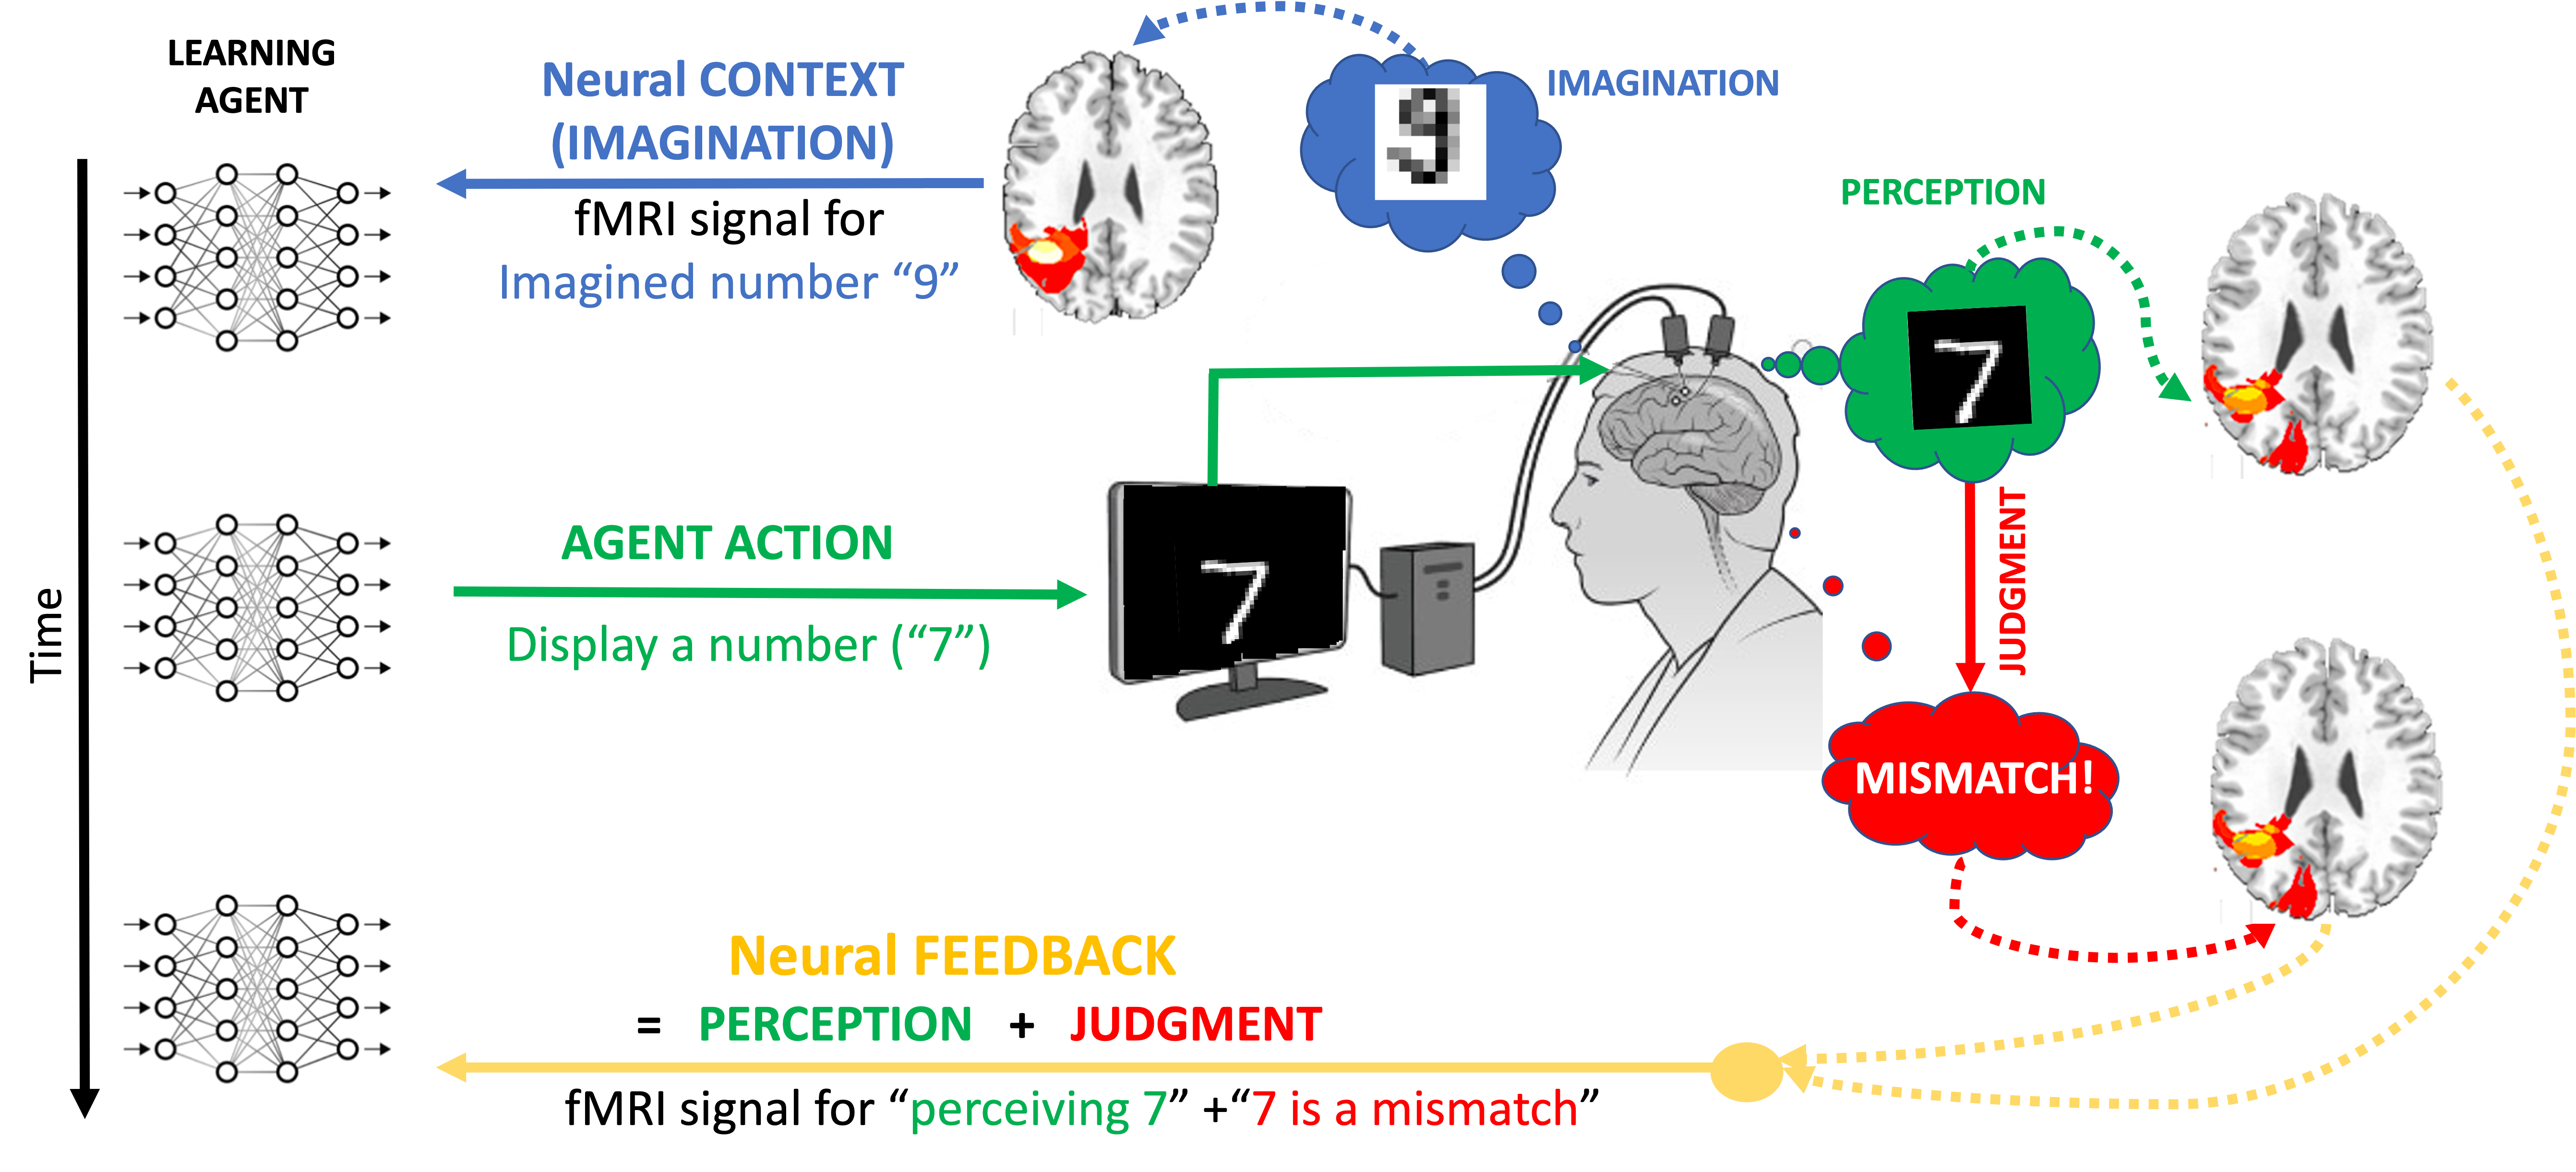 LEARNING
AGENT
Neural CONTEXT
(IMAGINATION)
fMRI signal for
Imagined number “9”
9
IMAGINATION
PERCEPTION
7
Time
AGENT ACTION
Display a number (“7”)
7
JUDGMENT
MISMATCH!
Neural FEEDBACK
= PERCEPTION + JUDGMENT
fMRI signal for “perceiving 7” +“7 is a mismatch”